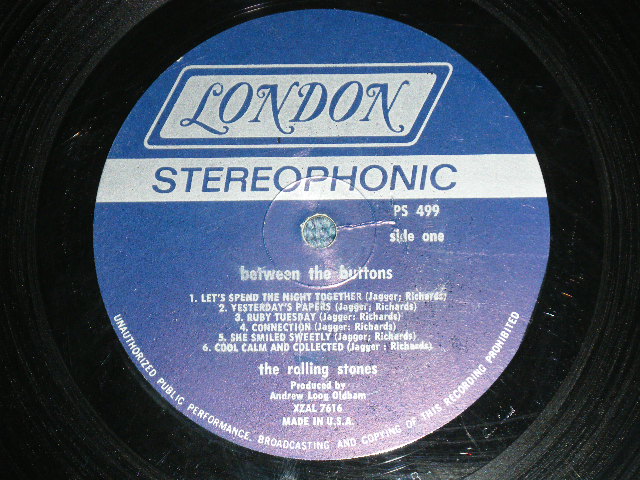 LONDON
STEREOPHONIC
PS 499
side one
between the buttons
1. LET'S SPEND THE NIGHT TOGETHER (Jagger; Richards)
2. YESTERDAY'S PAPERS (Jagger; Richards)
3. RUBY TUESDAY (Jagger: Richards)
4. CONNECTION (Jagger: Richards)
5. SHE SMILED SWEETLY (Jagger; Richards)
6. COOL CALM AND COLLECTED (Jagger : Richards)
the rolling stones
Produced by
Andrew Loog Oldham
XZAL 7616
MADE IN U.S.A.
UNAUTHORIZED PUBLIC PERFORMANCE, BROADCASTING AND COPYING OF THIS RECORDING PROHIBITED